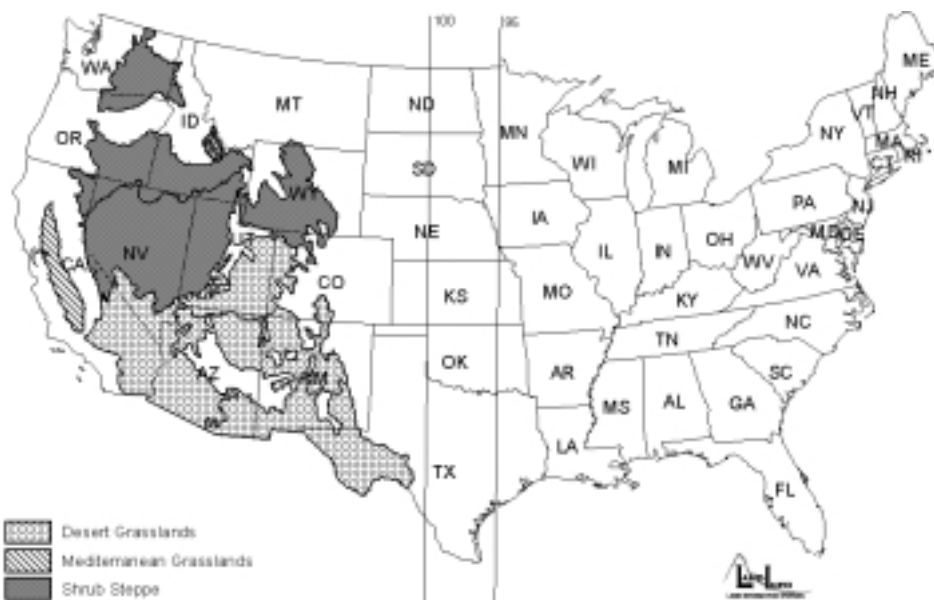 100 95
WA
MT
ND
MN
ME
NH
VT
ID
OR
SD
WI
MI
NY
MA
RI
CT
WY
NE
IA
PA
NJ
NV
UT
IL
IN
OH
MD
DE
CA
CO
KS
MO
WV
VA
KY
AZ
OK
TN
NC
AR
SC
MS
AL
GA
TX
LA
FL
Desert Grasslands
Mediterranean Grasslands
Shrub Steppe